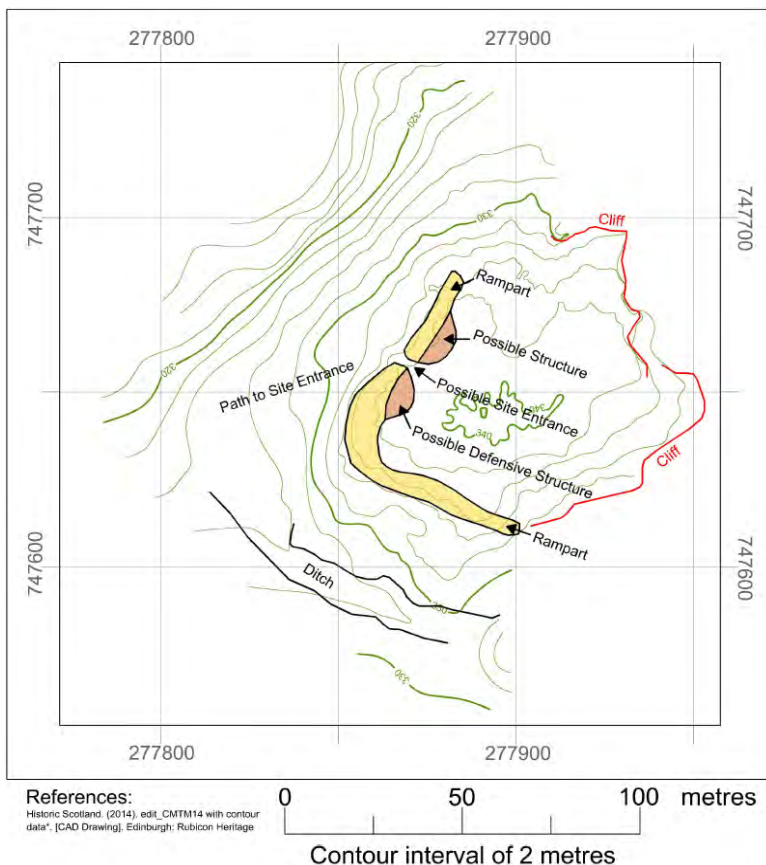 277800 277900
320
747700 747700
330
Cliff
Rampart
Possible Structure
Path to Site Entrance
320
Possible Site Entrance
340
340
Possible Defensive Structure
Cliff
Rampart
747600 747600
Ditch
330
330
277800 277900
References: 0 50 100 metres
Historic Scotland. (2014). edit_CMTM14 with contour
data". [CAD Drawing]. Edinburgh: Rubicon Heritage
Contour interval of 2 metres